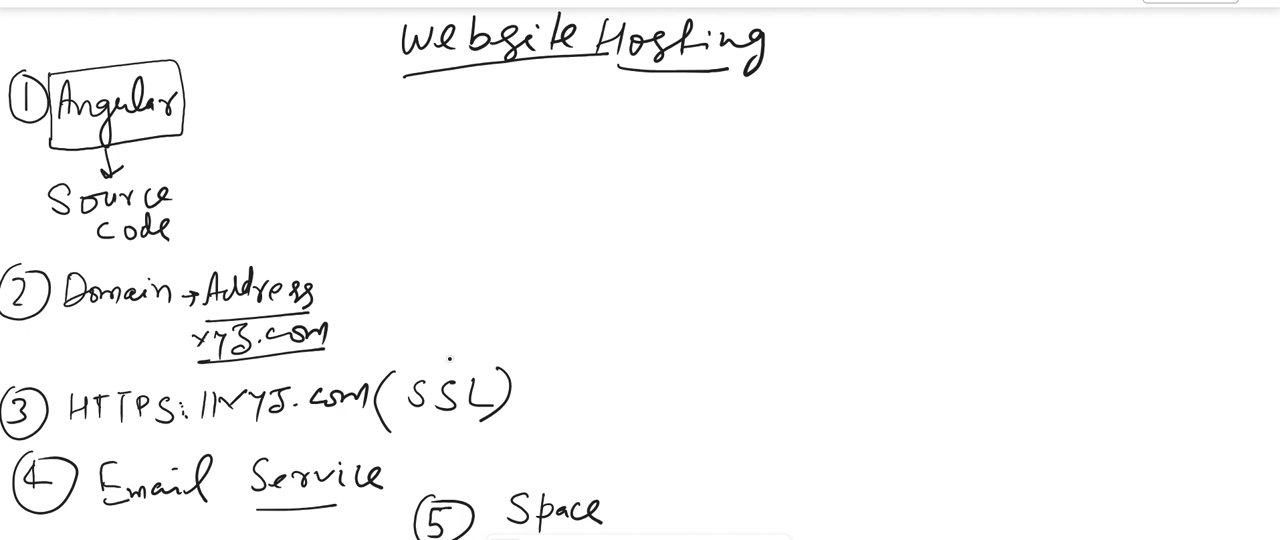 Website Hosting
① Angular
Source
code
② Domain → Address
xyz.com
③ HTTPS://xyz.com (SSL)
④ Email Service
⑤ Space